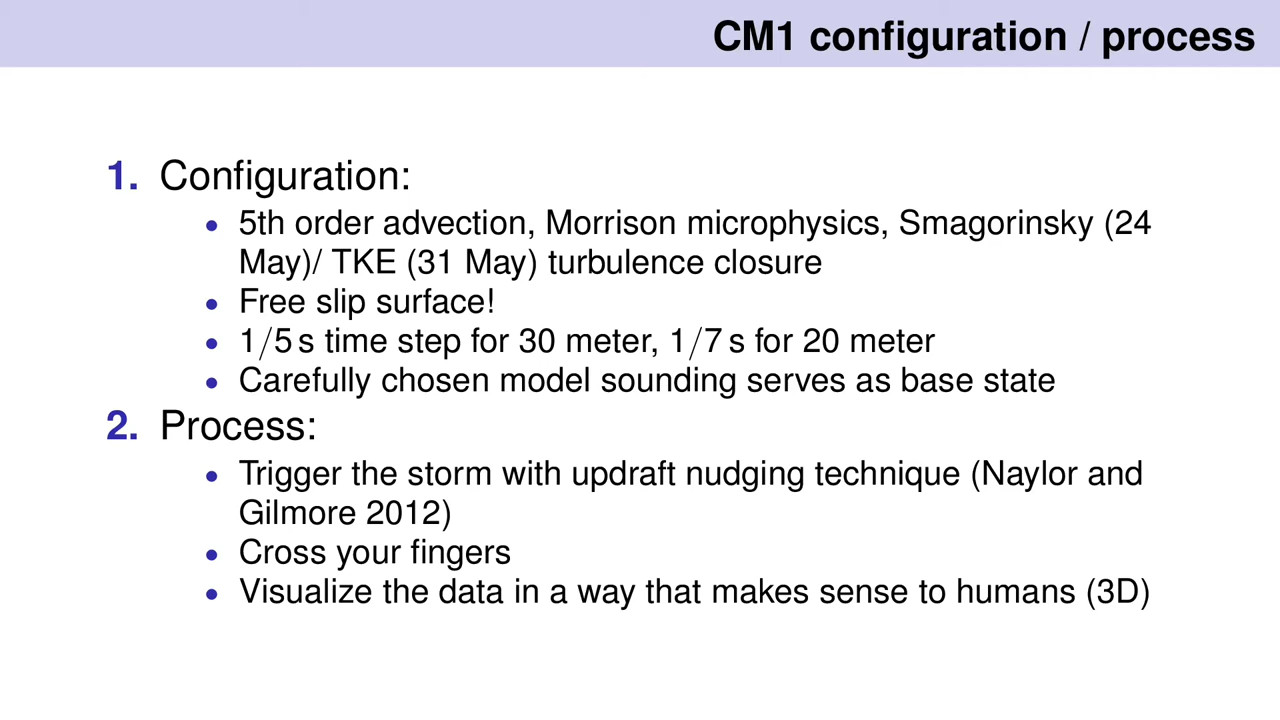 CM1 configuration / process
1. Configuration:
• 5th order advection, Morrison microphysics, Smagorinsky (24
May)/ TKE (31 May) turbulence closure
• Free slip surface!
• 1/5 s time step for 30 meter, 1/7 s for 20 meter
• Carefully chosen model sounding serves as base state
2. Process:
• Trigger the storm with updraft nudging technique (Naylor and
Gilmore 2012)
• Cross your fingers
• Visualize the data in a way that makes sense to humans (3D)